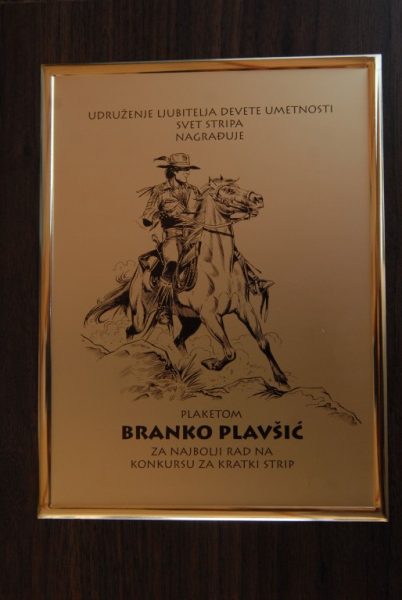 UDRUŽENJE LJUBITELJA DEVETE UMETNOSTI
SVET STRIPA
NAGRAĐUJE
PLAKETOM
BRANKO PLAVŠIĆ
ZA NAJBOLJI RAD NA
KONKURSU ZA KRATKI STRIP